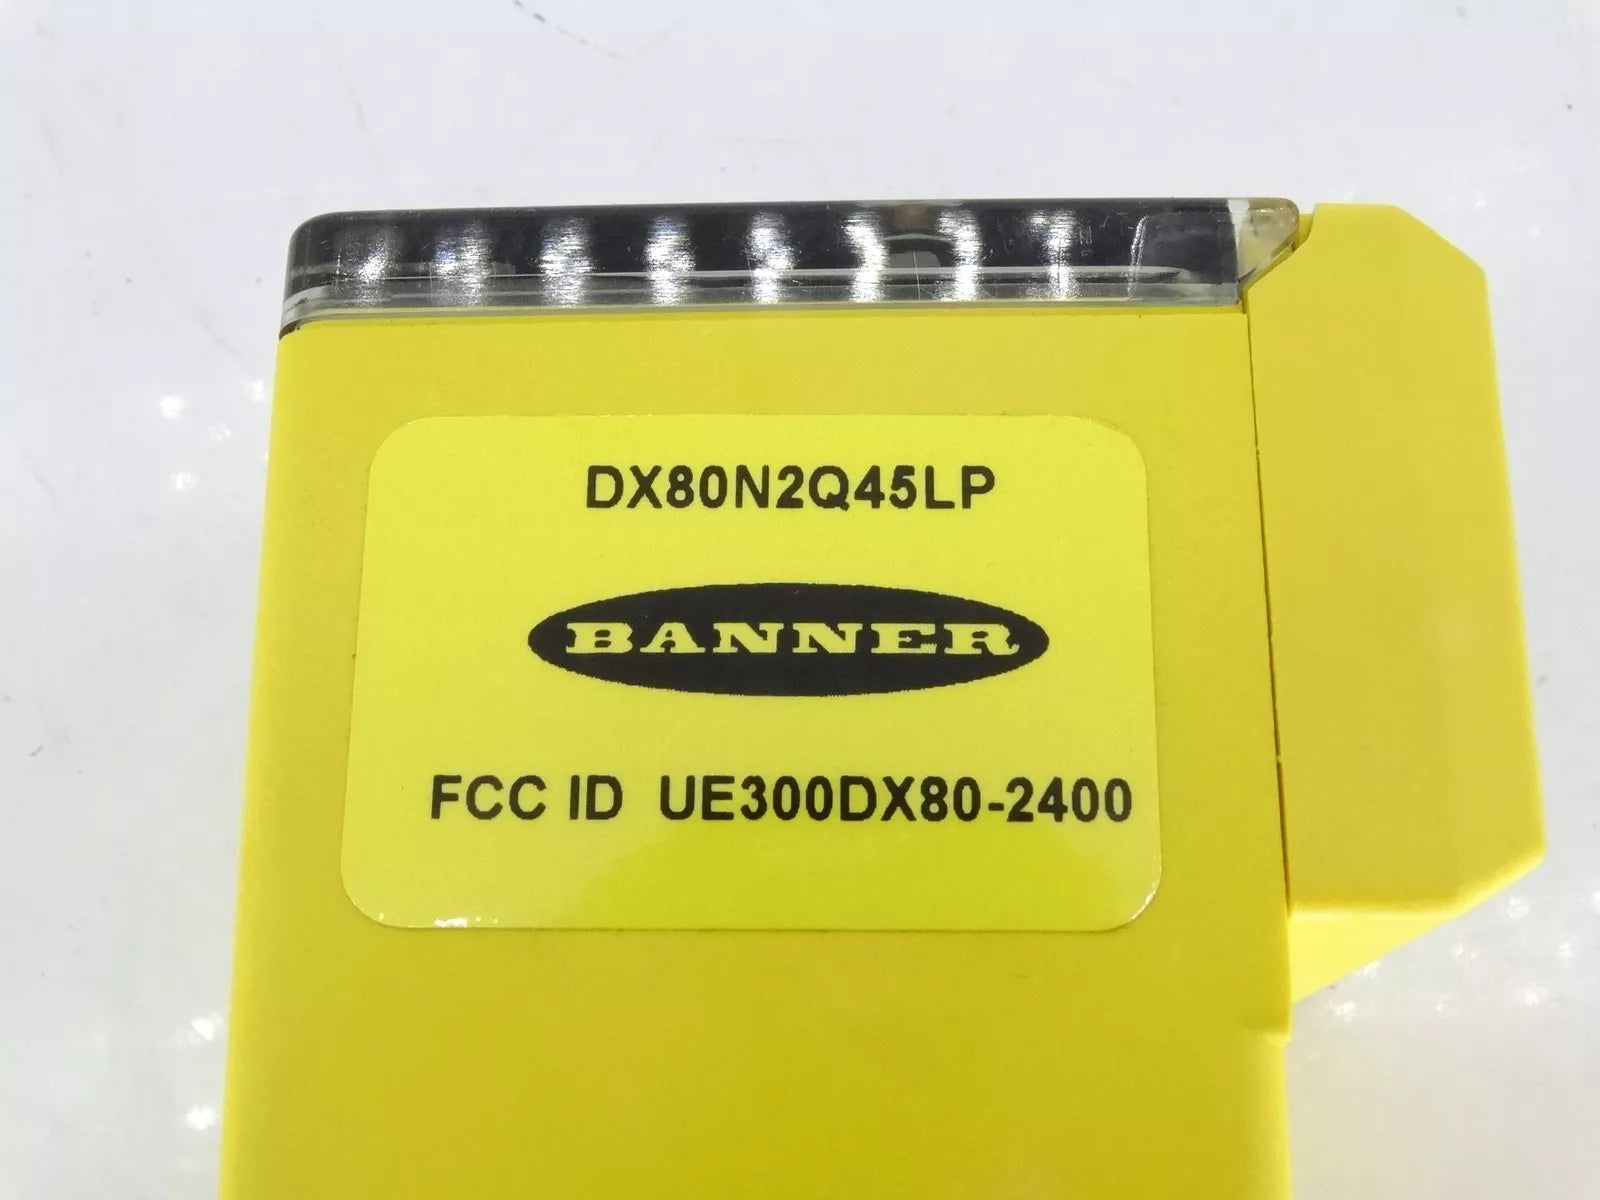 DX80N2Q45LP
BANNER
FCC ID UE300DX80-2400